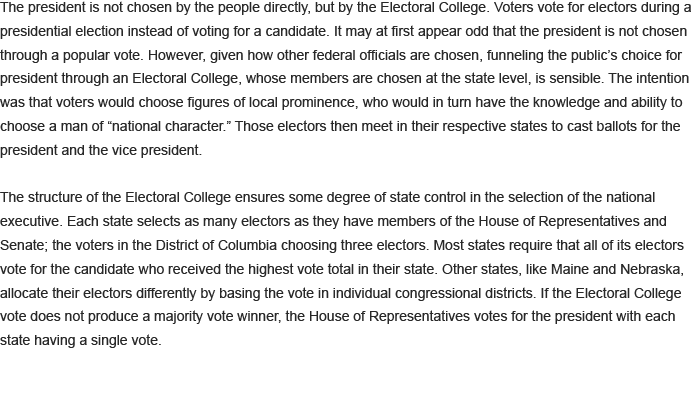 The president is not chosen by the people directly, but by the Electoral College. Voters vote for electors during a
presidential election instead of voting for a candidate. It may at first appear odd that the president is not chosen
through a popular vote. However, given how other federal officials are chosen, funneling the public’s choice for
president through an Electoral College, whose members are chosen at the state level, is sensible. The intention
was that voters would choose figures of local prominence, who would in turn have the knowledge and ability to
choose a man of “national character.” Those electors then meet in their respective states to cast ballots for the
president and the vice president.

The structure of the Electoral College ensures some degree of state control in the selection of the national
executive. Each state selects as many electors as they have members of the House of Representatives and
Senate; the voters in the District of Columbia choosing three electors. Most states require that all of its electors
vote for the candidate who received the highest vote total in their state. Other states, like Maine and Nebraska,
allocate their electors differently by basing the vote in individual congressional districts. If the Electoral College
vote does not produce a majority vote winner, the House of Representatives votes for the president with each
state having a single vote.